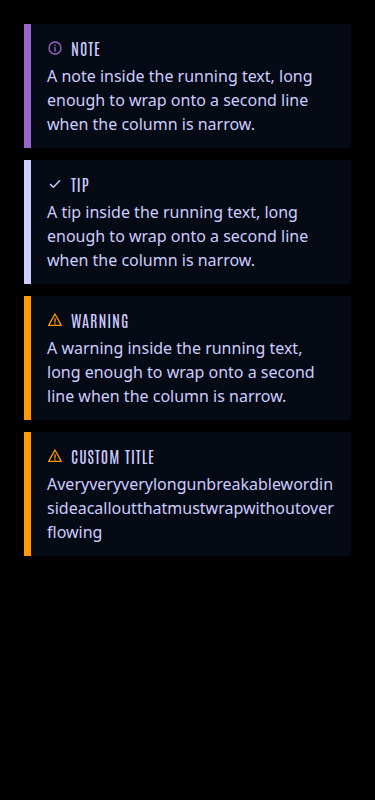 NOTE
A note inside the running text, long
enough to wrap onto a second line
when the column is narrow.
TIP
A tip inside the running text, long
enough to wrap onto a second line
when the column is narrow.
WARNING
A warning inside the running text,
long enough to wrap onto a second
line when the column is narrow.
CUSTOM TITLE
Averyveryverylongunbreakablewordin
sideacalloutthatmustwrapwithoutover
flowing